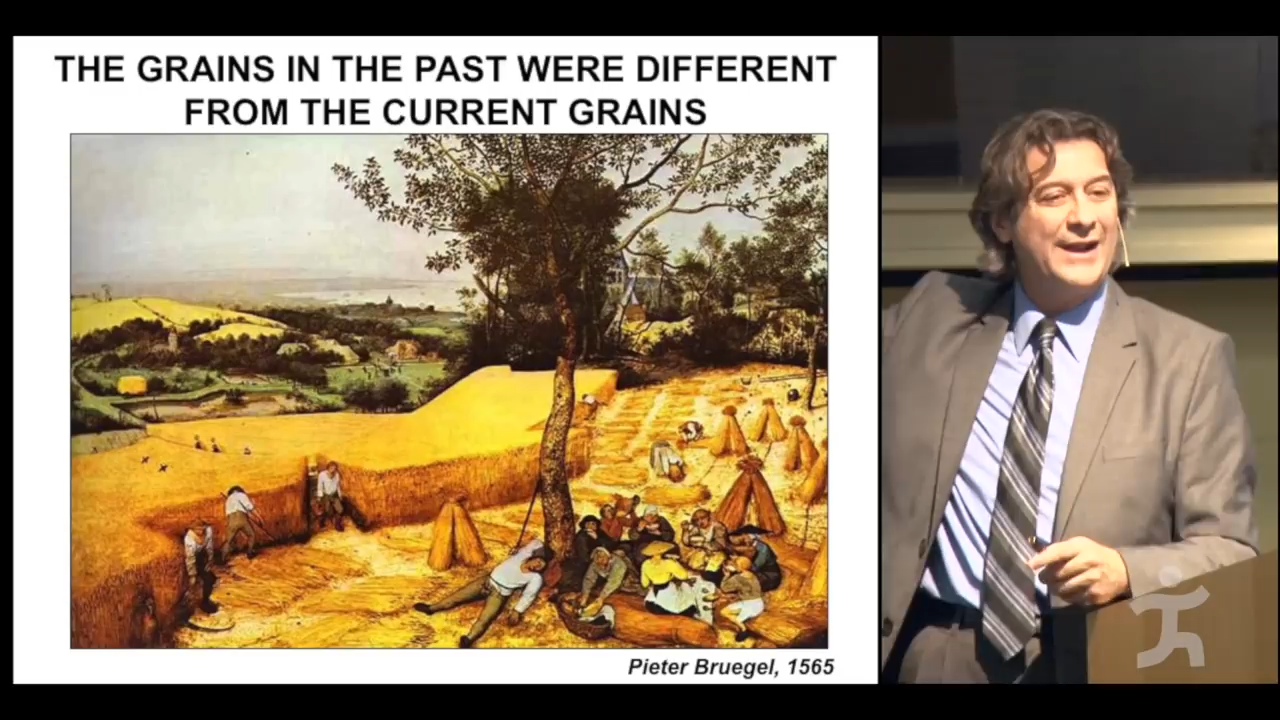 THE GRAINS IN THE PAST WERE DIFFERENT
FROM THE CURRENT GRAINS
Pieter Bruegel, 1565